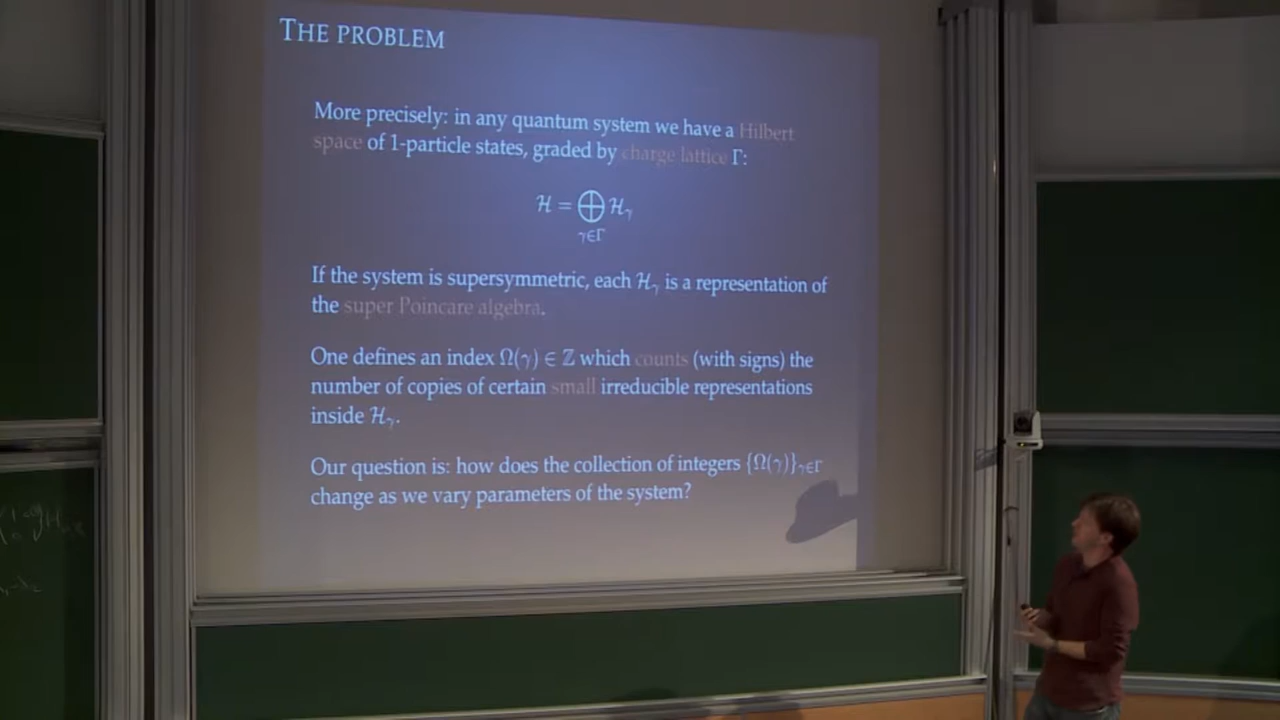 THE PROBLEM
More precisely: in any quantum system we have a Hilbert
space of 1-particle states, graded by charge lattice Γ:
ℋ = ⨁ ℋ_γ
γ∈Γ
If the system is supersymmetric, each ℋ_γ is a representation of
the super Poincare algebra.
One defines an index Ω(γ) ∈ ℤ which counts (with signs) the
number of copies of certain small irreducible representations
inside ℋ_γ.
Our question is: how does the collection of integers {Ω(γ)}_γ∈Γ
change as we vary parameters of the system?